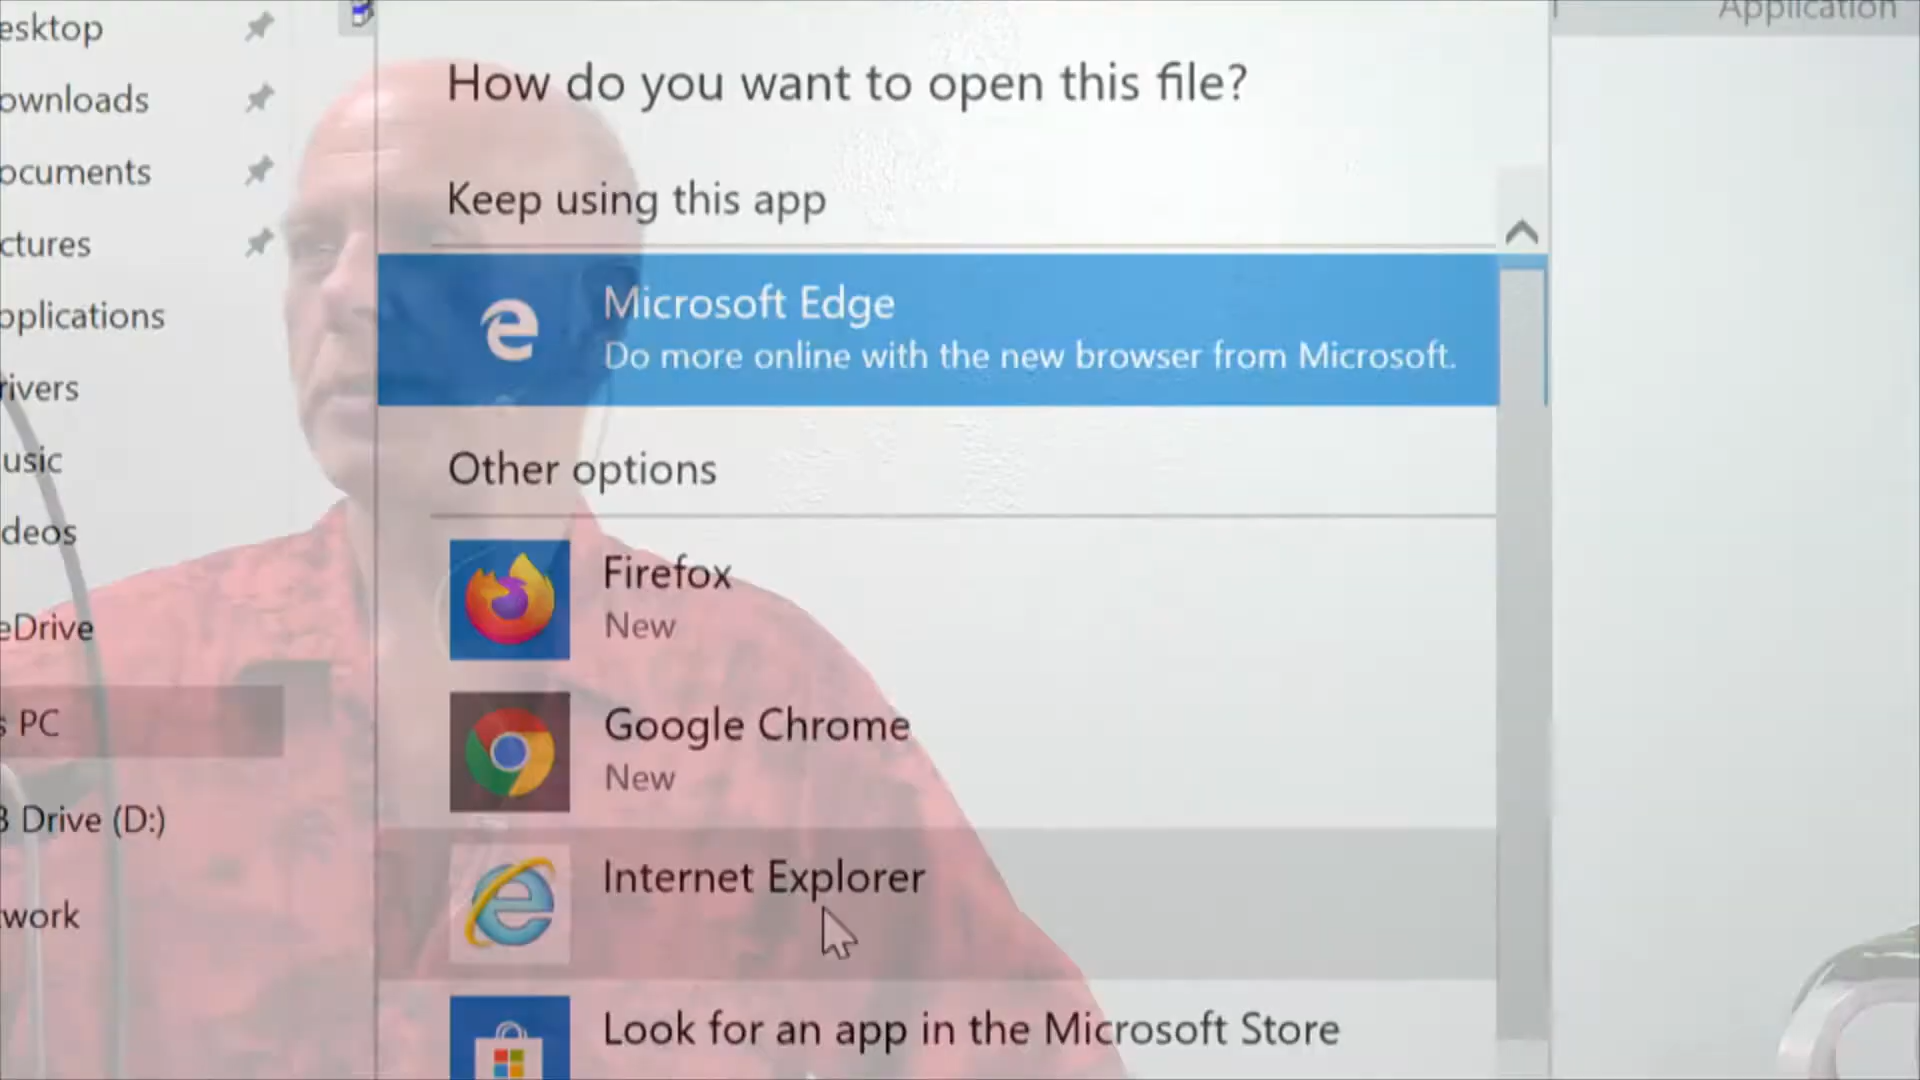 esktop
ownloads
ocuments
ctures
pplications
rivers
usic
deos
eDrive
s PC
B Drive (D:)
twork
Application
How do you want to open this file?
Keep using this app
Microsoft Edge
Do more online with the new browser from Microsoft.
Other options
Firefox
New
Google Chrome
New
Internet Explorer
Look for an app in the Microsoft Store